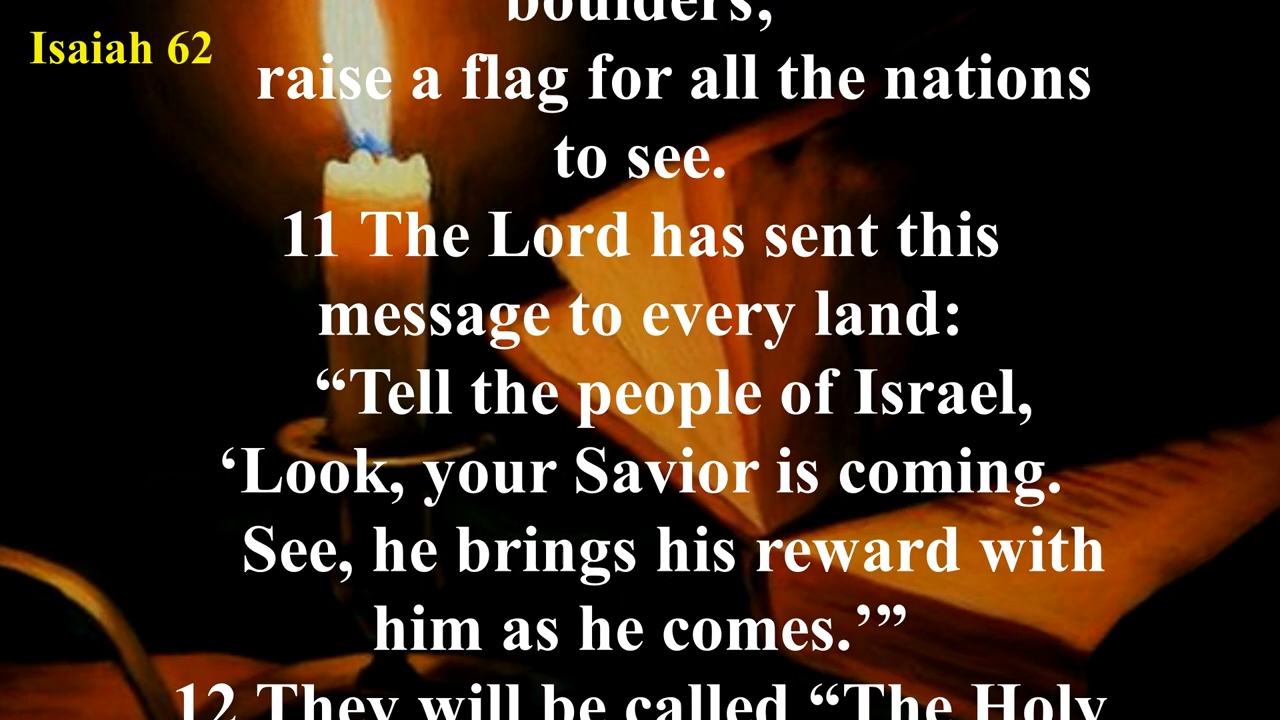 Isaiah 62
boulders;
raise a flag for all the nations
to see.
11 The Lord has sent this
message to every land:
“Tell the people of Israel,
‘Look, your Savior is coming.
See, he brings his reward with
him as he comes.’”
12 They will be called “The Holy